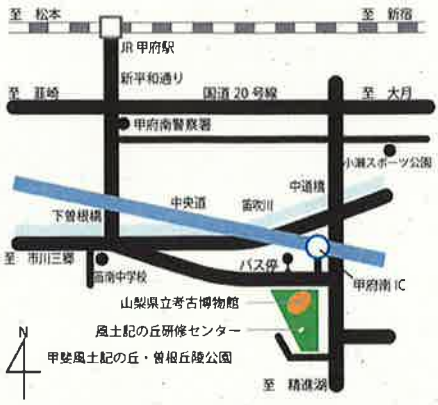 至 松本
至 新宿
JR 甲府駅
新平和通り
至 韮崎
国道 20 号線
至 大月
甲府南警察署
小瀬スポーツ公園
中道橋
中央道
笛吹川
下曽根橋
至 市川三郷
笛南中学校
バス停
甲府南 IC
山梨県立考古博物館
風土記の丘研修センター
N
甲斐風土記の丘・曽根丘陵公園
至 精進湖